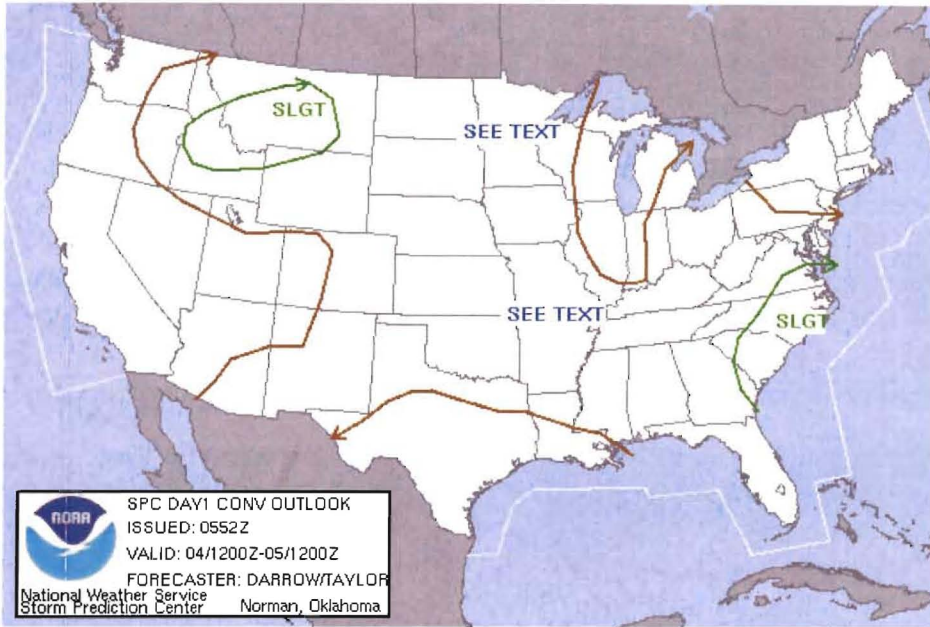 SLGT
SEE TEXT
SEE TEXT
SLGT
NOAA
SPC DAY1 CONV OUTLOOK
ISSUED: 0552Z
VALID: 04/1200Z-05/1200Z
FORECASTER: DARROW/TAYLOR
National Weather Service
Storm Prediction Center Norman, Oklahoma